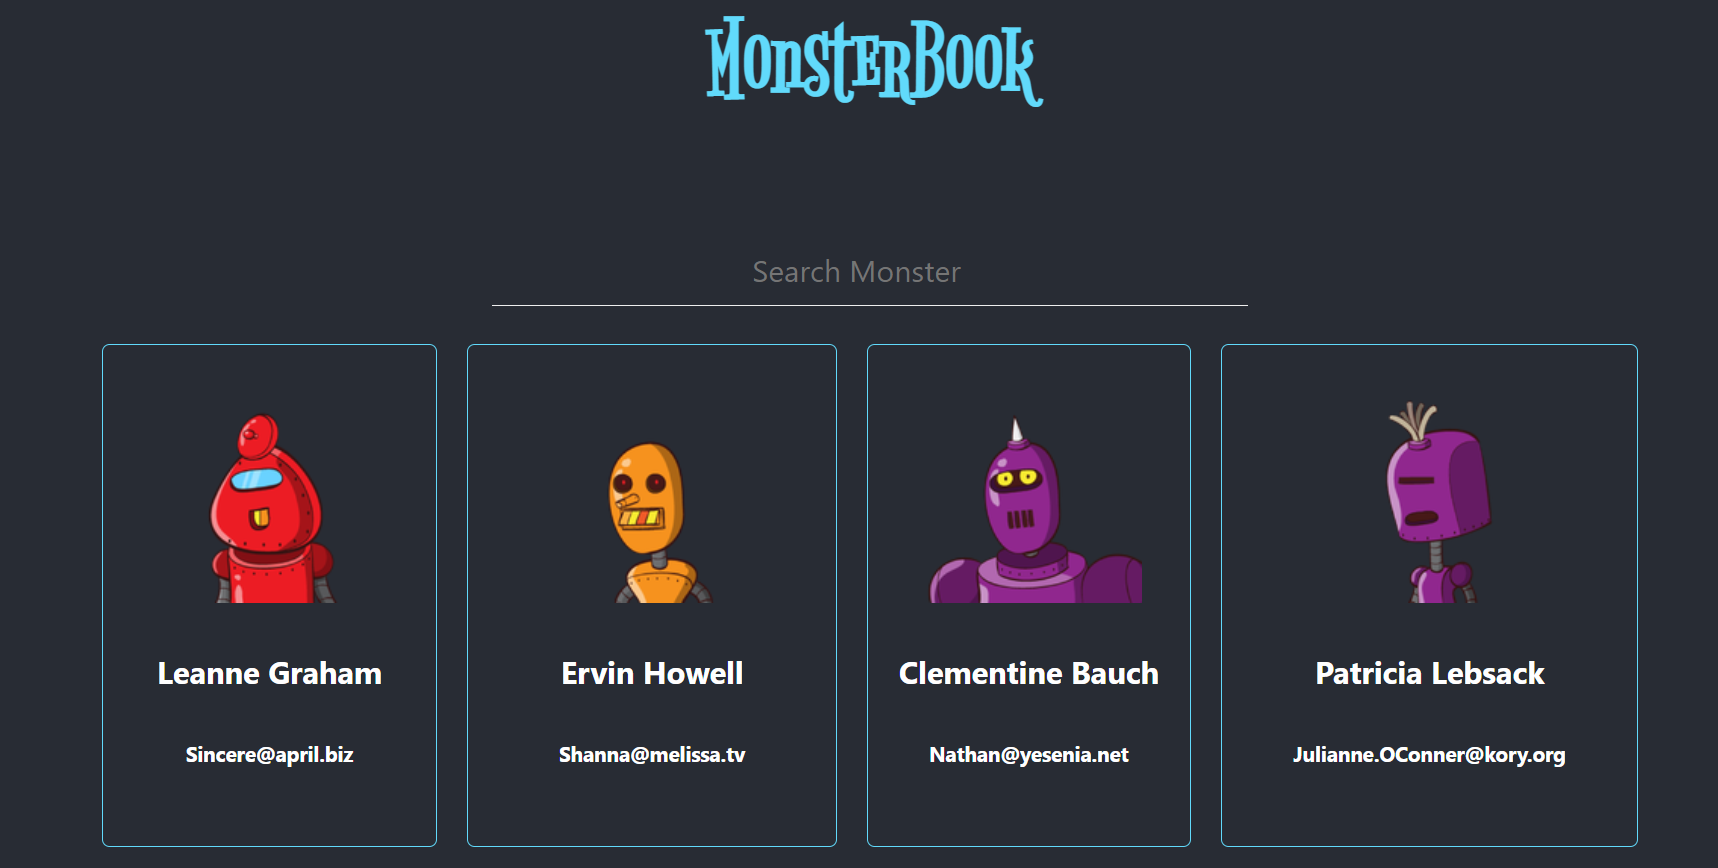 MonsterBook
Search Monster
Leanne Graham
Ervin Howell
Clementine Bauch
Patricia Lebsack
Sincere@april.biz
Shanna@melissa.tv
Nathan@yesenia.net
Julianne.OConner@kory.org